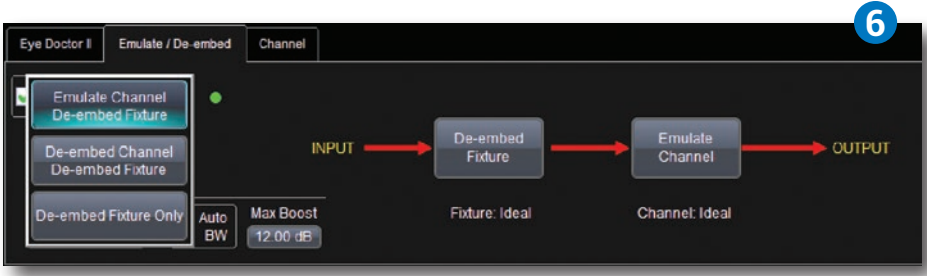 6
Eye Doctor II
Emulate / De-embed
Channel
Emulate Channel
De-embed Fixture
De-embed Channel
De-embed Fixture
De-embed Fixture Only
INPUT
De-embed
Fixture
Emulate
Channel
OUTPUT
Auto
BW
Max Boost
12.00 dB
Fixture: Ideal
Channel: Ideal